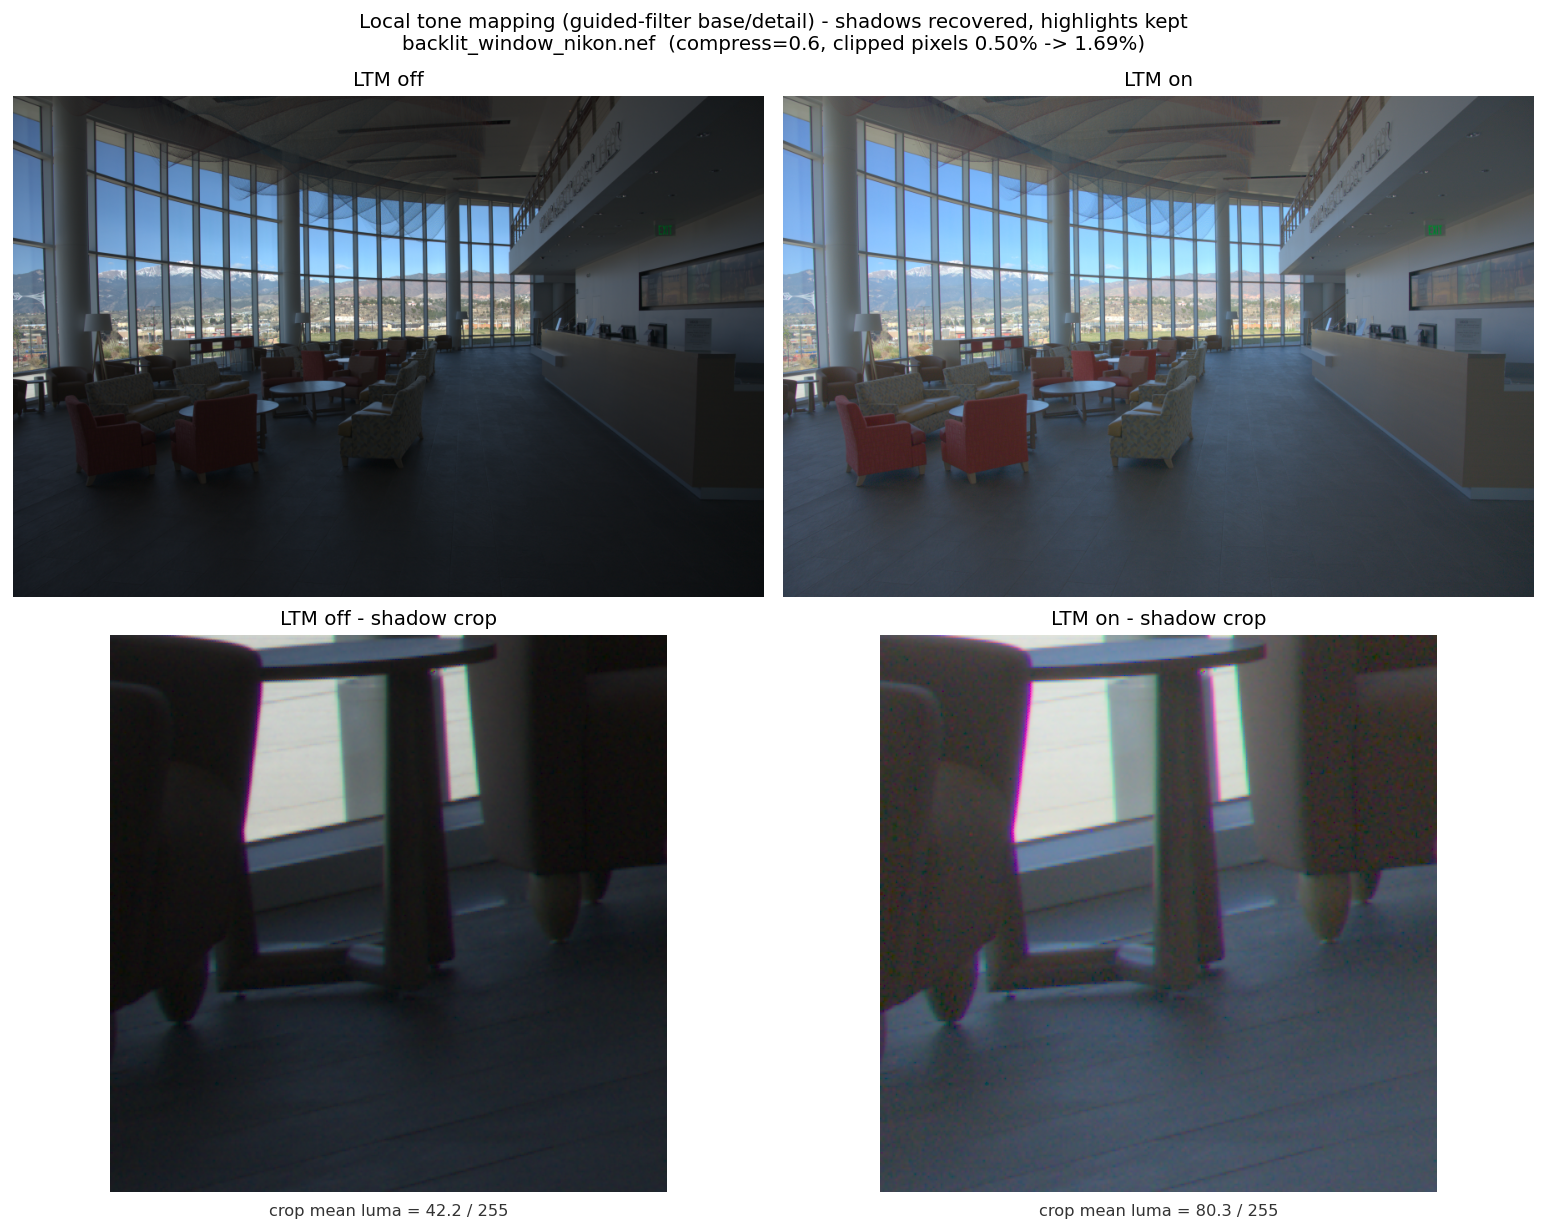 Local tone mapping (guided-filter base/detail) - shadows recovered, highlights kept
backlit_window_nikon.nef  (compress=0.6, clipped pixels 0.50% -> 1.69%)
LTM off
LTM on
LTM off - shadow crop
LTM on - shadow crop
crop mean luma = 42.2 / 255
crop mean luma = 80.3 / 255